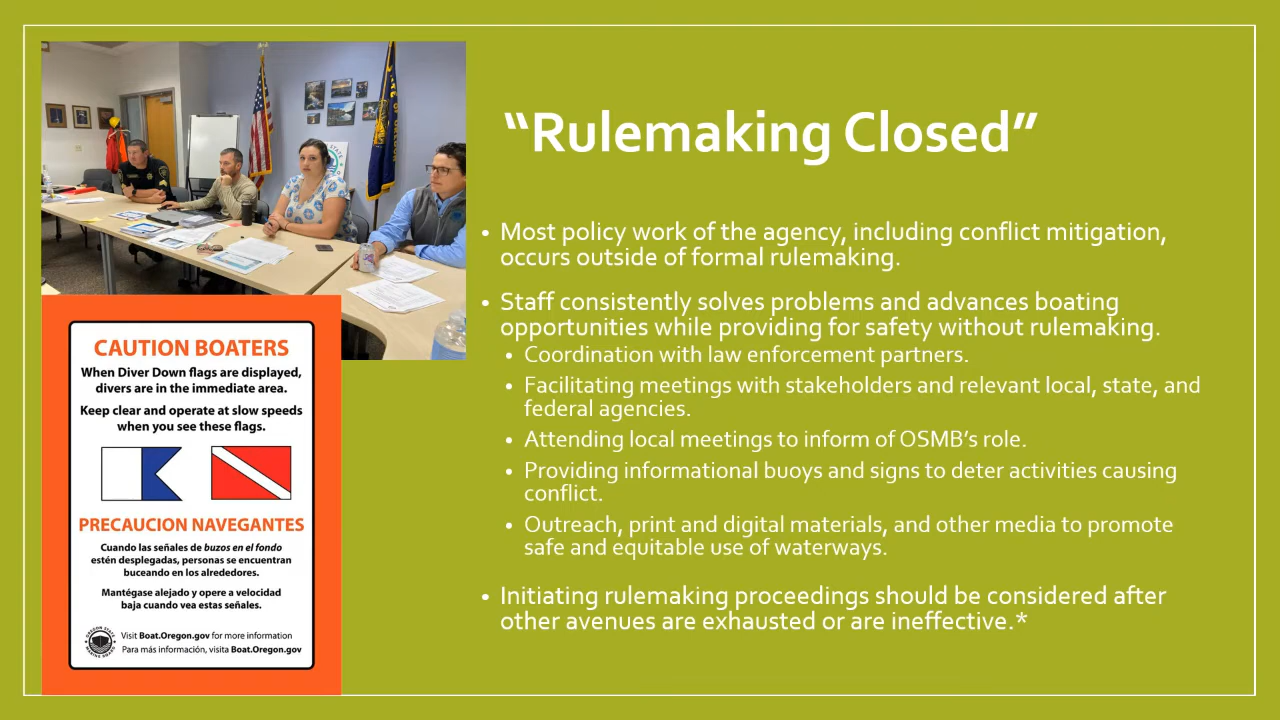 “Rulemaking Closed”
• Most policy work of the agency, including conflict mitigation,
occurs outside of formal rulemaking.
• Staff consistently solves problems and advances boating
opportunities while providing for safety without rulemaking.
• Coordination with law enforcement partners.
• Facilitating meetings with stakeholders and relevant local, state, and
federal agencies.
• Attending local meetings to inform of OSMB’s role.
• Providing informational buoys and signs to deter activities causing
conflict.
• Outreach, print and digital materials, and other media to promote
safe and equitable use of waterways.
• Initiating rulemaking proceedings should be considered after
other avenues are exhausted or are ineffective.*
CAUTION BOATERS
When Diver Down flags are displayed,
divers are in the immediate area.
Keep clear and operate at slow speeds
when you see these flags.
PRECAUCION NAVEGANTES
Cuando las señales de buzos en el fondo
estén desplegadas, personas se encuentran
buceando en los alrededores.
Mantégase alejado y opere a velocidad
baja cuando vea estas señales.
OREGON STATE
MARINE BOARD
Visit Boat.Oregon.gov for more information
Para más información, visita Boat.Oregon.gov